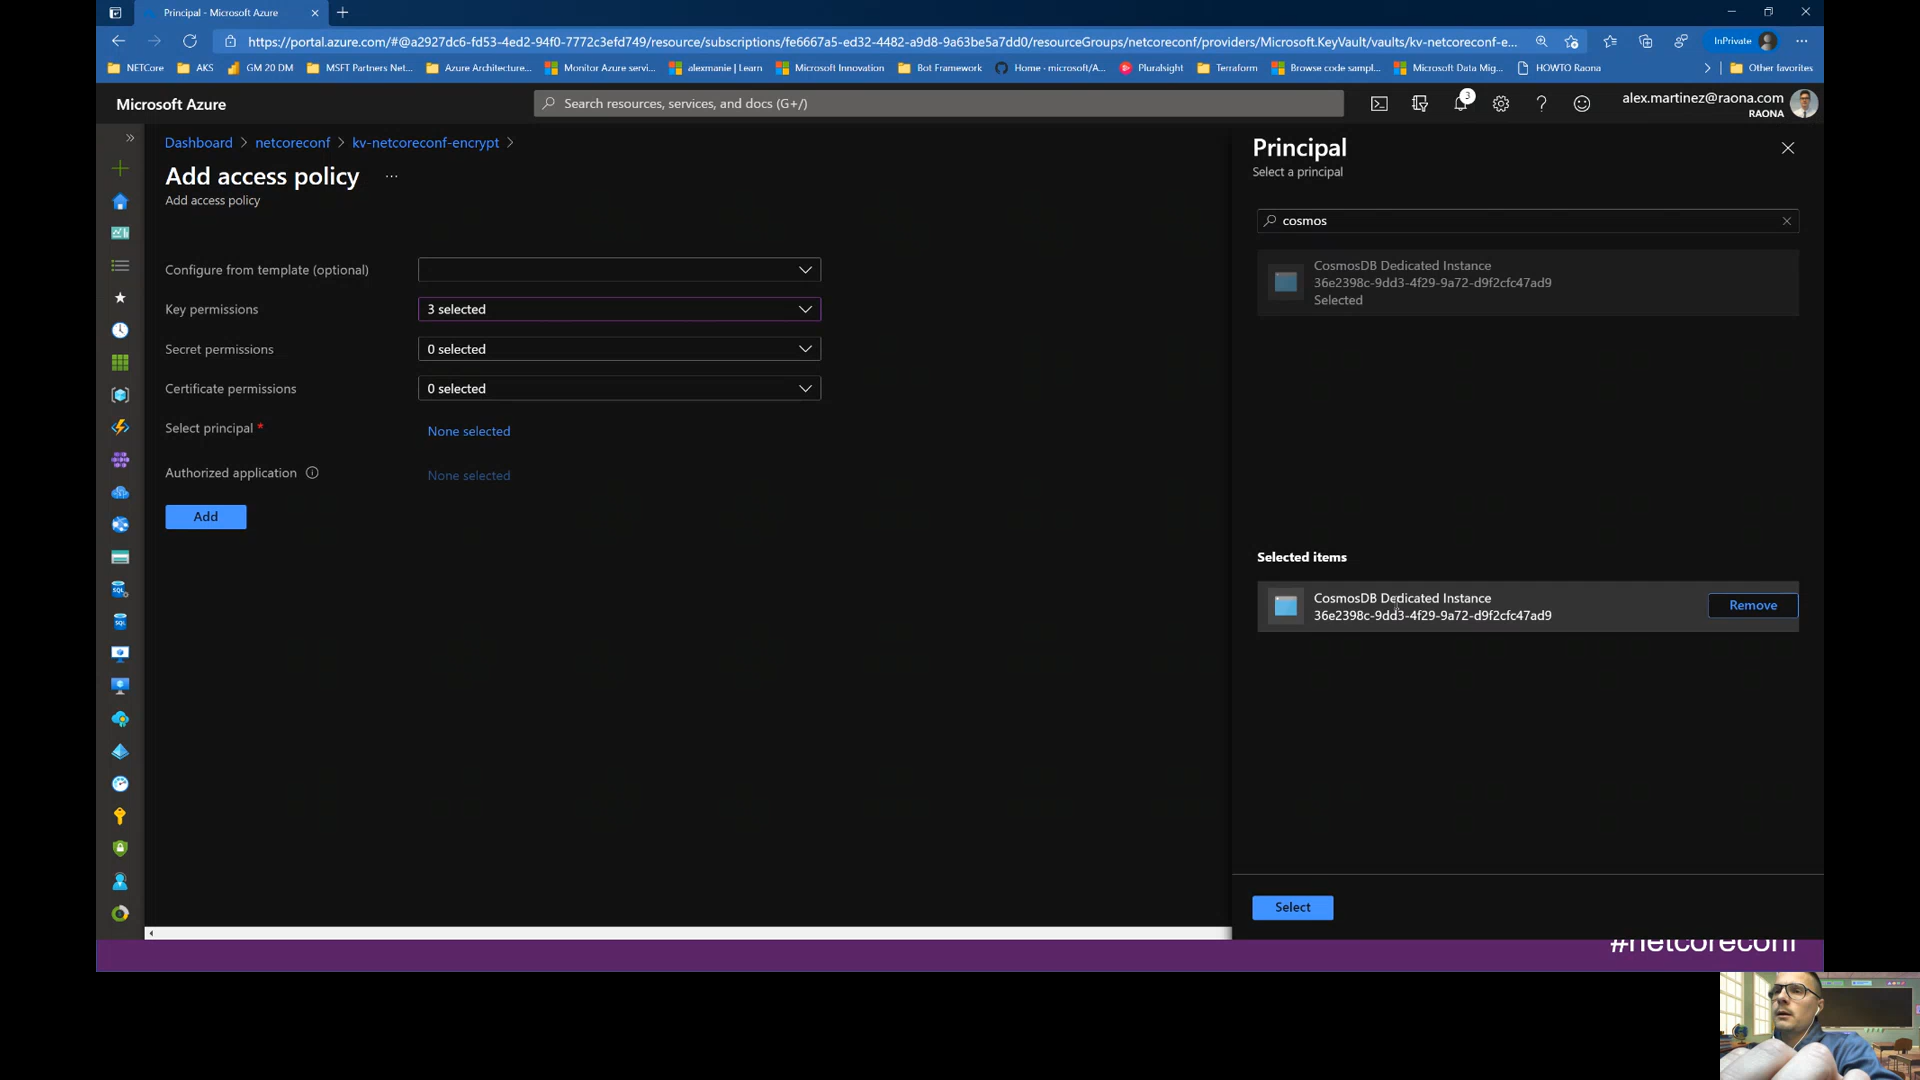 Principal - Microsoft Azure
https://portal.azure.com/#@a2927dc6-fd53-4ed2-94f0-7772c3efd749/resource/subscriptions/fe6667a5-ed32-4482-a9d8-9a63be5a7dd0/resourceGroups/netcoreconf/providers/Microsoft.KeyVault/vaults/kv-netcoreconf-e...
InPrivate
NETCore
AKS
GM 20 DM
MSFT Partners Net...
Azure Architecture...
Monitor Azure servi...
alexmanie | Learn
Microsoft Innovation
Bot Framework
Home · microsoft/A...
Pluralsight
Terraform
Browse code sampl...
Microsoft Data Mig...
HOWTO Raona
Other favorites
Microsoft Azure
Search resources, services, and docs (G+/)
3
alex.martinez@raona.com
RAONA
Dashboard > netcoreconf > kv-netcoreconf-encrypt >
Add access policy ...
Add access policy
Configure from template (optional)
Key permissions
3 selected
Secret permissions
0 selected
Certificate permissions
0 selected
Select principal *
None selected
Authorized application
None selected
Add
Principal
Select a principal
cosmos
CosmosDB Dedicated Instance
36e2398c-9dd3-4f29-9a72-d9f2cfc47ad9
Selected
Selected items
CosmosDB Dedicated Instance
36e2398c-9dd3-4f29-9a72-d9f2cfc47ad9
Remove
Select
#netcoreconf